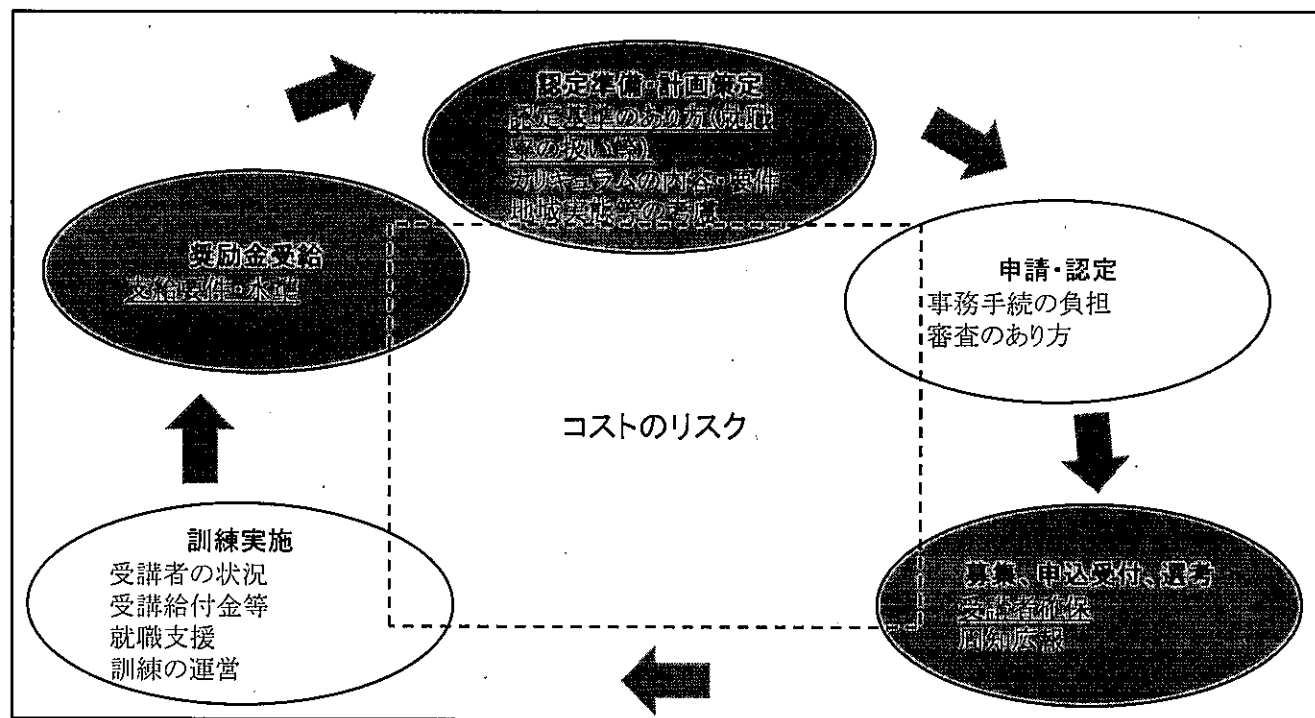 認定準備・計画策定
認定基準のあり方(就職
率の扱い等)
カリキュラムの内容・要件
地域実態等の考慮
奨励金受給
支給要件・水準
申請・認定
事務手続の負担
審査のあり方
コストのリスク
訓練実施
受講者の状況
受講給付金等
就職支援
訓練の運営
募集、申込受付、選考
受講者確保
周知広報